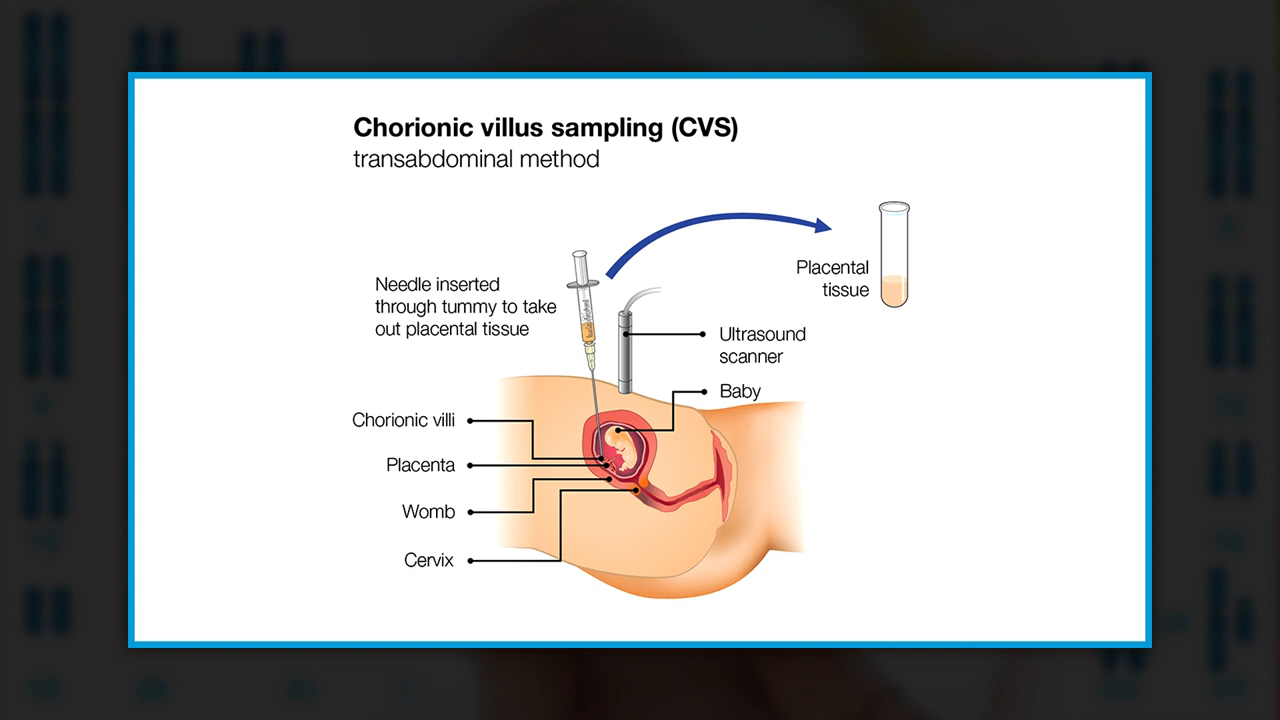 Chorionic villus sampling (CVS)
transabdominal method
Needle inserted
through tummy to take
out placental tissue
Placental
tissue
Ultrasound
scanner
Baby
Chorionic villi
Placenta
Womb
Cervix